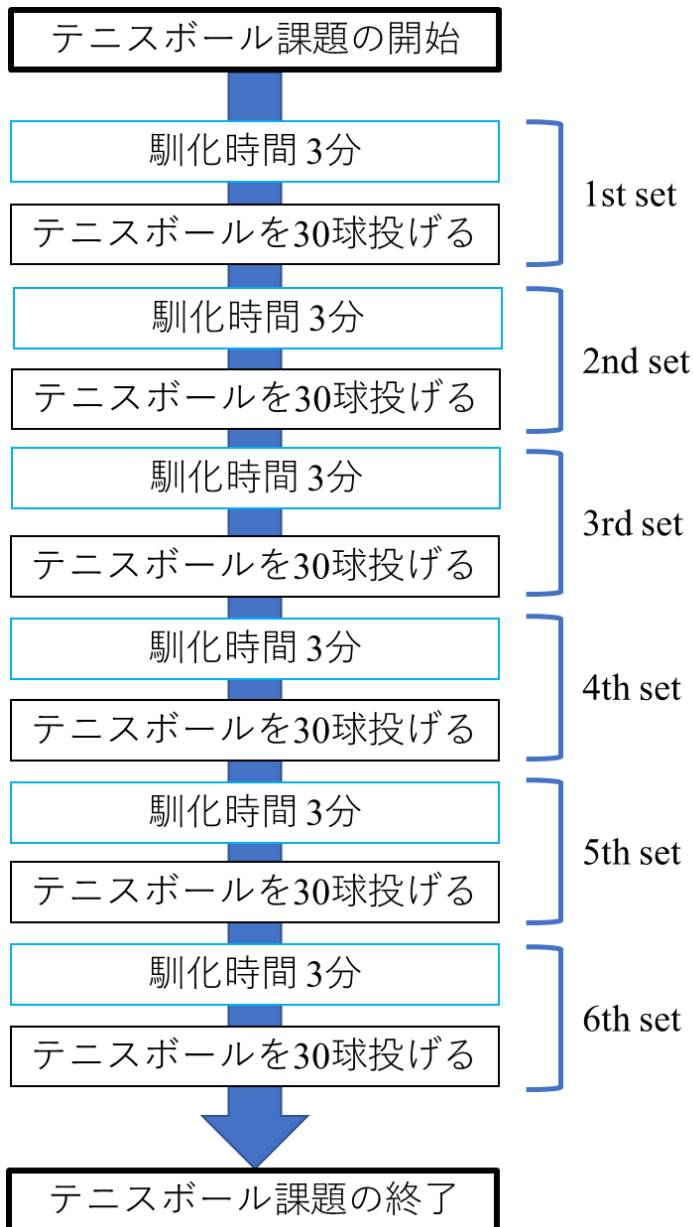 テニスボール課題の開始
馴化時間 3分
テニスボールを30球投げる
1st set
馴化時間 3分
テニスボールを30球投げる
2nd set
馴化時間 3分
テニスボールを30球投げる
3rd set
馴化時間 3分
テニスボールを30球投げる
4th set
馴化時間 3分
テニスボールを30球投げる
5th set
馴化時間 3分
テニスボールを30球投げる
6th set
テニスボール課題の終了